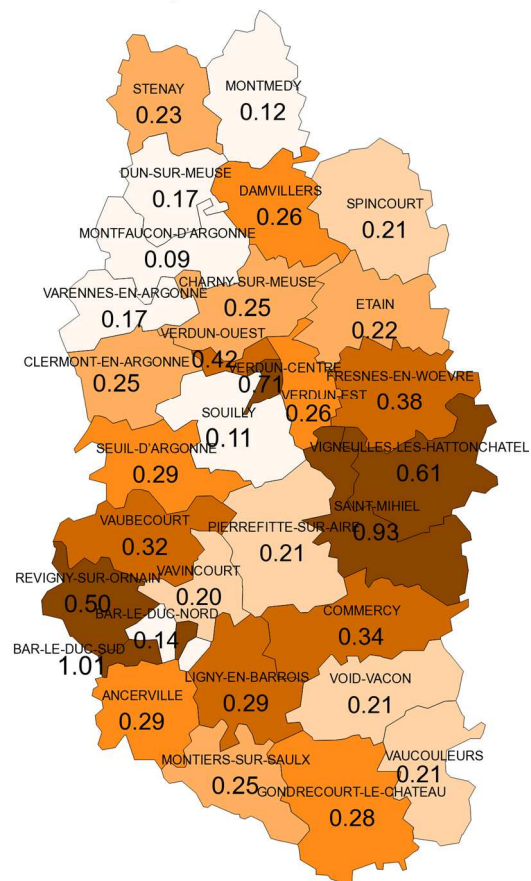 MONTMEDY
0.12
STENAY
0.23
DUN-SUR-MEUSE
0.17
DAMVILLERS
0.26
SPINCOURT
0.21
MONTFAUCON-D'ARGONNE
0.09
CHARNY-SUR-MEUSE
0.25
VARENNES-EN-ARGONNE
0.17
ETAIN
0.22
VERDUN-OUEST
0.42
CLERMONT-EN-ARGONNE
0.25
VERDUN-CENTRE
0.71
FRESNES-EN-WOEVRE
0.38
VERDUN-EST
0.26
SOUILLY
0.11
SEUIL-D'ARGONNE
0.29
VIGNEULLES-LES-HATTONCHATEL
0.61
SAINT-MIHIEL
0.93
VAUBECOURT
0.32
PIERREFITTE-SUR-AIRE
0.21
VAVINCOURT
0.20
REVIGNY-SUR-ORNAIN
0.50
BAR-LE-DUC-NORD
0.14
COMMERCY
0.34
BAR-LE-DUC-SUD
1.01
LIGNY-EN-BARROIS
0.29
VOID-VACON
0.21
ANCERVILLE
0.29
MONTIERS-SUR-SAULX
0.25
VAUCOULEURS
0.21
GONDRECOURT-LE-CHATEAU
0.28